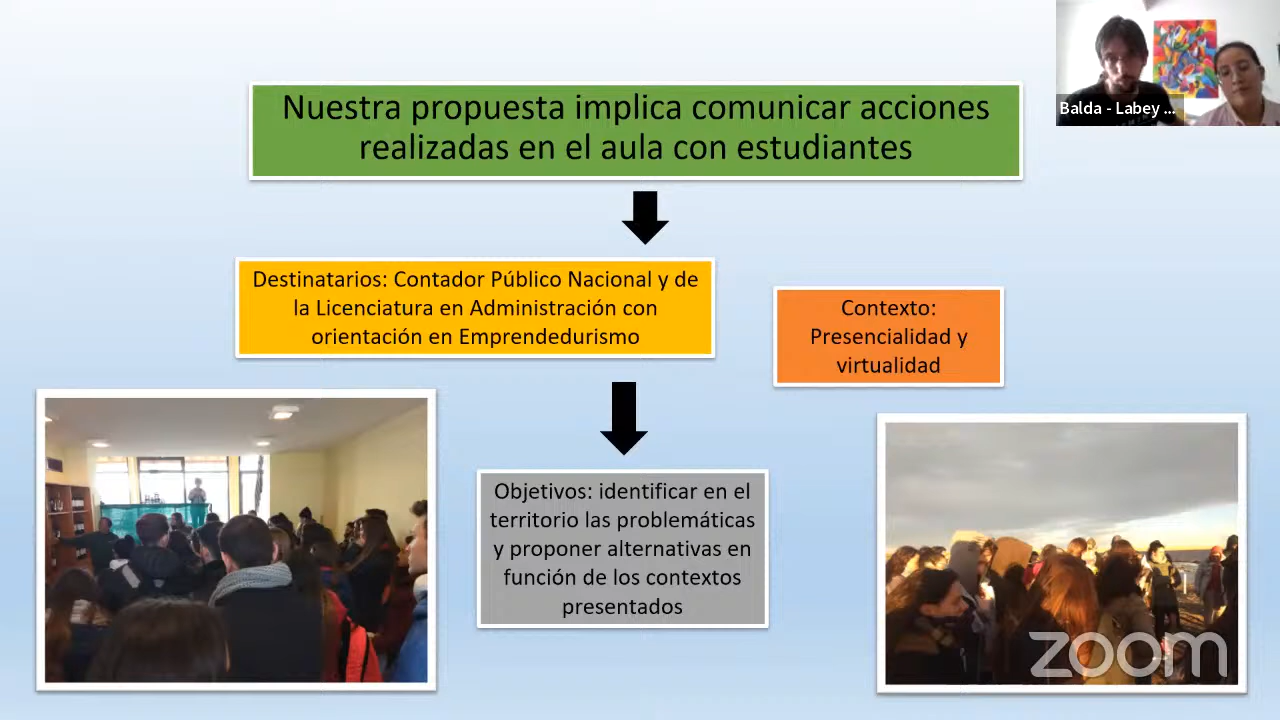 Nuestra propuesta implica comunicar acciones
realizadas en el aula con estudiantes
Balda - Labey ...
Destinatarios: Contador Público Nacional y de
la Licenciatura en Administración con
orientación en Emprendedurismo
Contexto:
Presencialidad y
virtualidad
Objetivos: identificar en el
territorio las problemáticas
y proponer alternativas en
función de los contextos
presentados
zoom